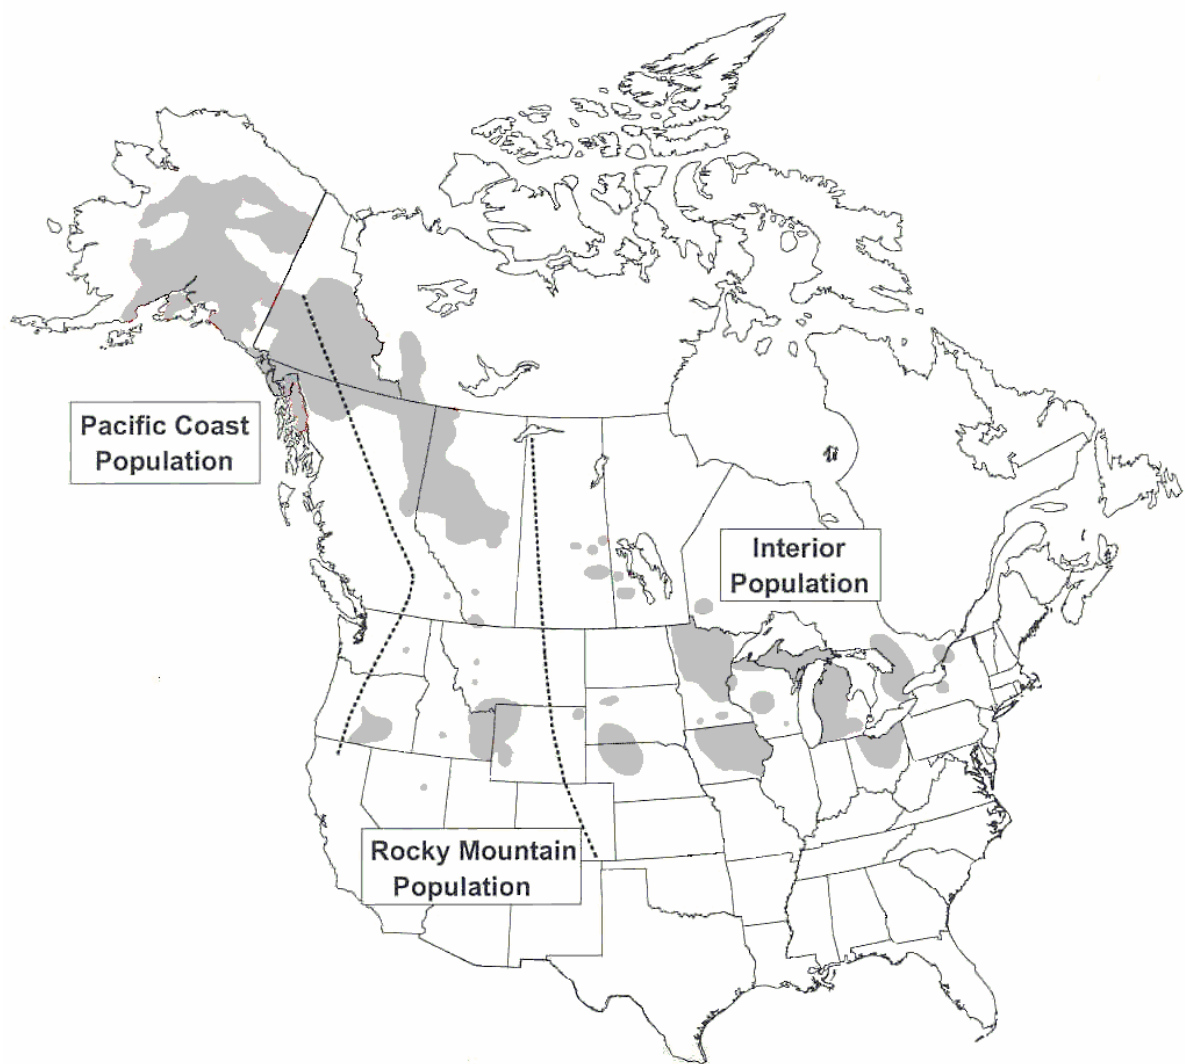 Pacific Coast
Population
Interior
Population
Rocky Mountain
Population